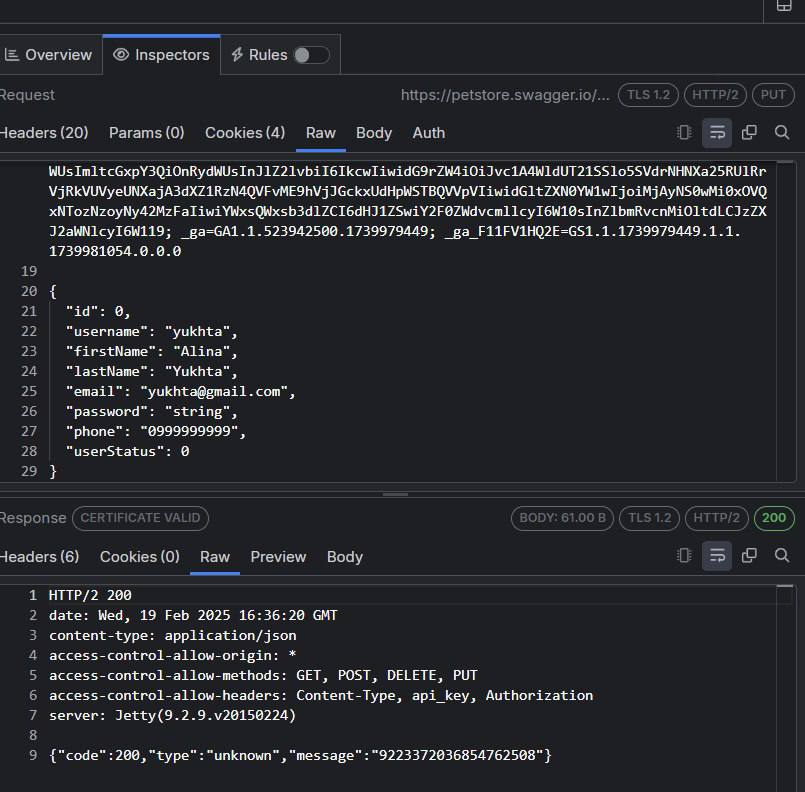 Overview Inspectors Rules
Request https://petstore.swagger.io/... TLS 1.2 HTTP/2 PUT
Headers (20) Params (0) Cookies (4) Raw Body Auth
WUsImltcGxpY3QiOnRydWUsInJlZ2lvbiI6IkcwIiwidG9rZW4iOiJvc1A4WldUT21SSlo5SVdrNHNXa25RUlRr
VjRkVUVyeUNXajA3dXZ1RzN4QVFvME9hVjJGckxUdHpWSTBQVVpVIiwidGltZXN0YW1wIjoiMjAyNS0wMi0xOVQ
xNTozNzoyNy42MzFaIiwiYWxsQWxsb3dlZCI6dHJ1ZSwiY2F0ZWdvcmllcyI6W10sInZlbmRvcnMiOltdLCJzZX
J2aWNlcyI6W119; _ga=GA1.1.523942500.1739979449; _ga_F11FV1HQ2E=GS1.1.1739979449.1.1.
1739981054.0.0.0
19
20 {
21 "id": 0,
22 "username": "yukhta",
23 "firstName": "Alina",
24 "lastName": "Yukhta",
25 "email": "yukhta@gmail.com",
26 "password": "string",
27 "phone": "0999999999",
28 "userStatus": 0
29 }
Response CERTIFICATE VALID BODY: 61.00 B TLS 1.2 HTTP/2 200
Headers (6) Cookies (0) Raw Preview Body
1 HTTP/2 200
2 date: Wed, 19 Feb 2025 16:36:20 GMT
3 content-type: application/json
4 access-control-allow-origin: *
5 access-control-allow-methods: GET, POST, DELETE, PUT
6 access-control-allow-headers: Content-Type, api_key, Authorization
7 server: Jetty(9.2.9.v20150224)
8
9 {"code":200,"type":"unknown","message":"9223372036854762508"}